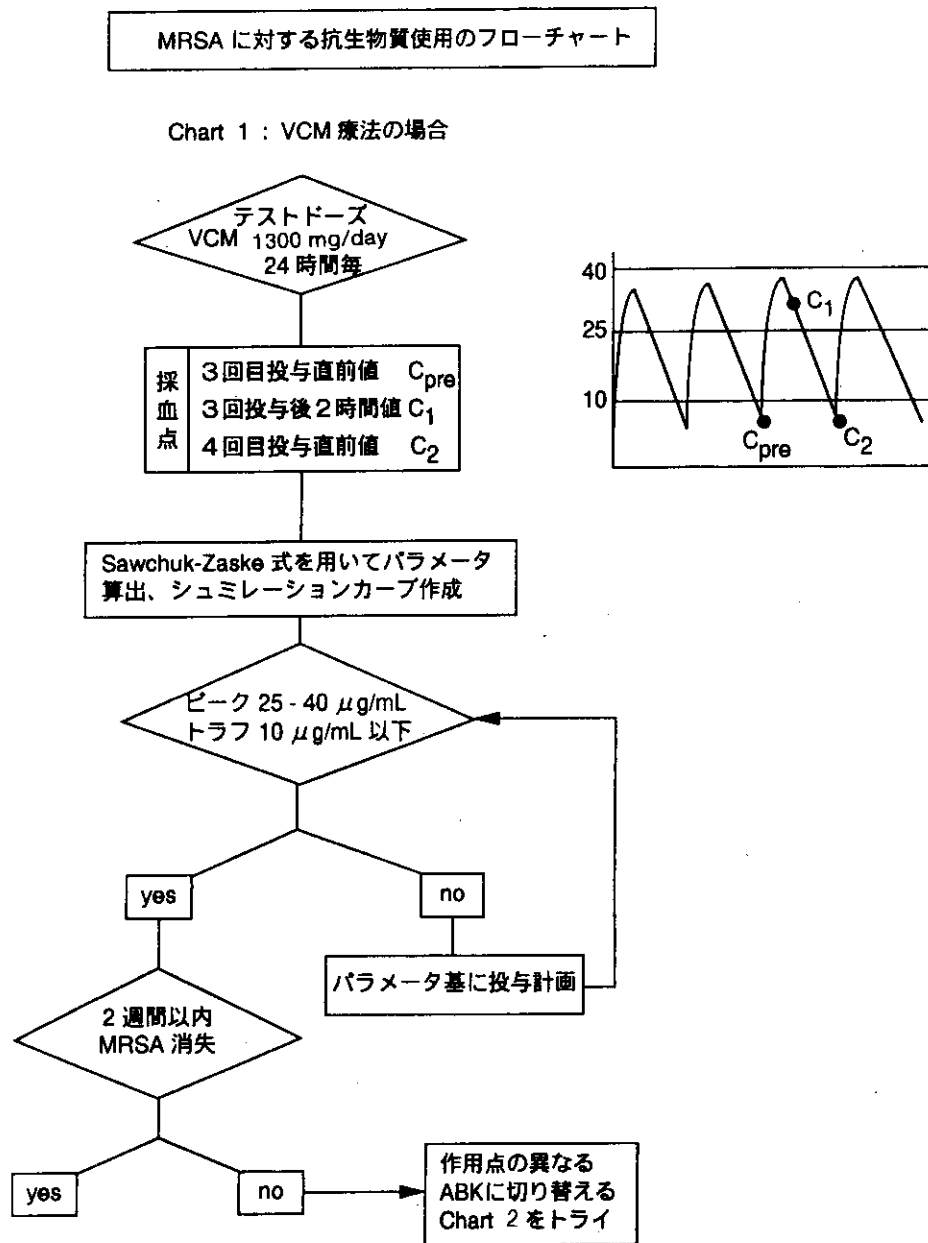 MRSA に対する抗生物質使用のフローチャート
Chart 1 : VCM 療法の場合
テストドーズ
VCM 1300 mg/day
24 時間毎
採血点
3回目投与直前値 Cpre
3回投与後2時間値 C1
4回目投与直前値 C2
40
25
10
C1
Cpre
C2
Sawchuk-Zaske 式を用いてパラメータ
算出、シュミレーションカーブ作成
ピーク 25 - 40 μg/mL
トラフ 10 μg/mL 以下
yes
no
パラメータ基に投与計画
2 週間以内
MRSA 消失
yes
no
作用点の異なる
ABKに切り替える
Chart 2 をトライ